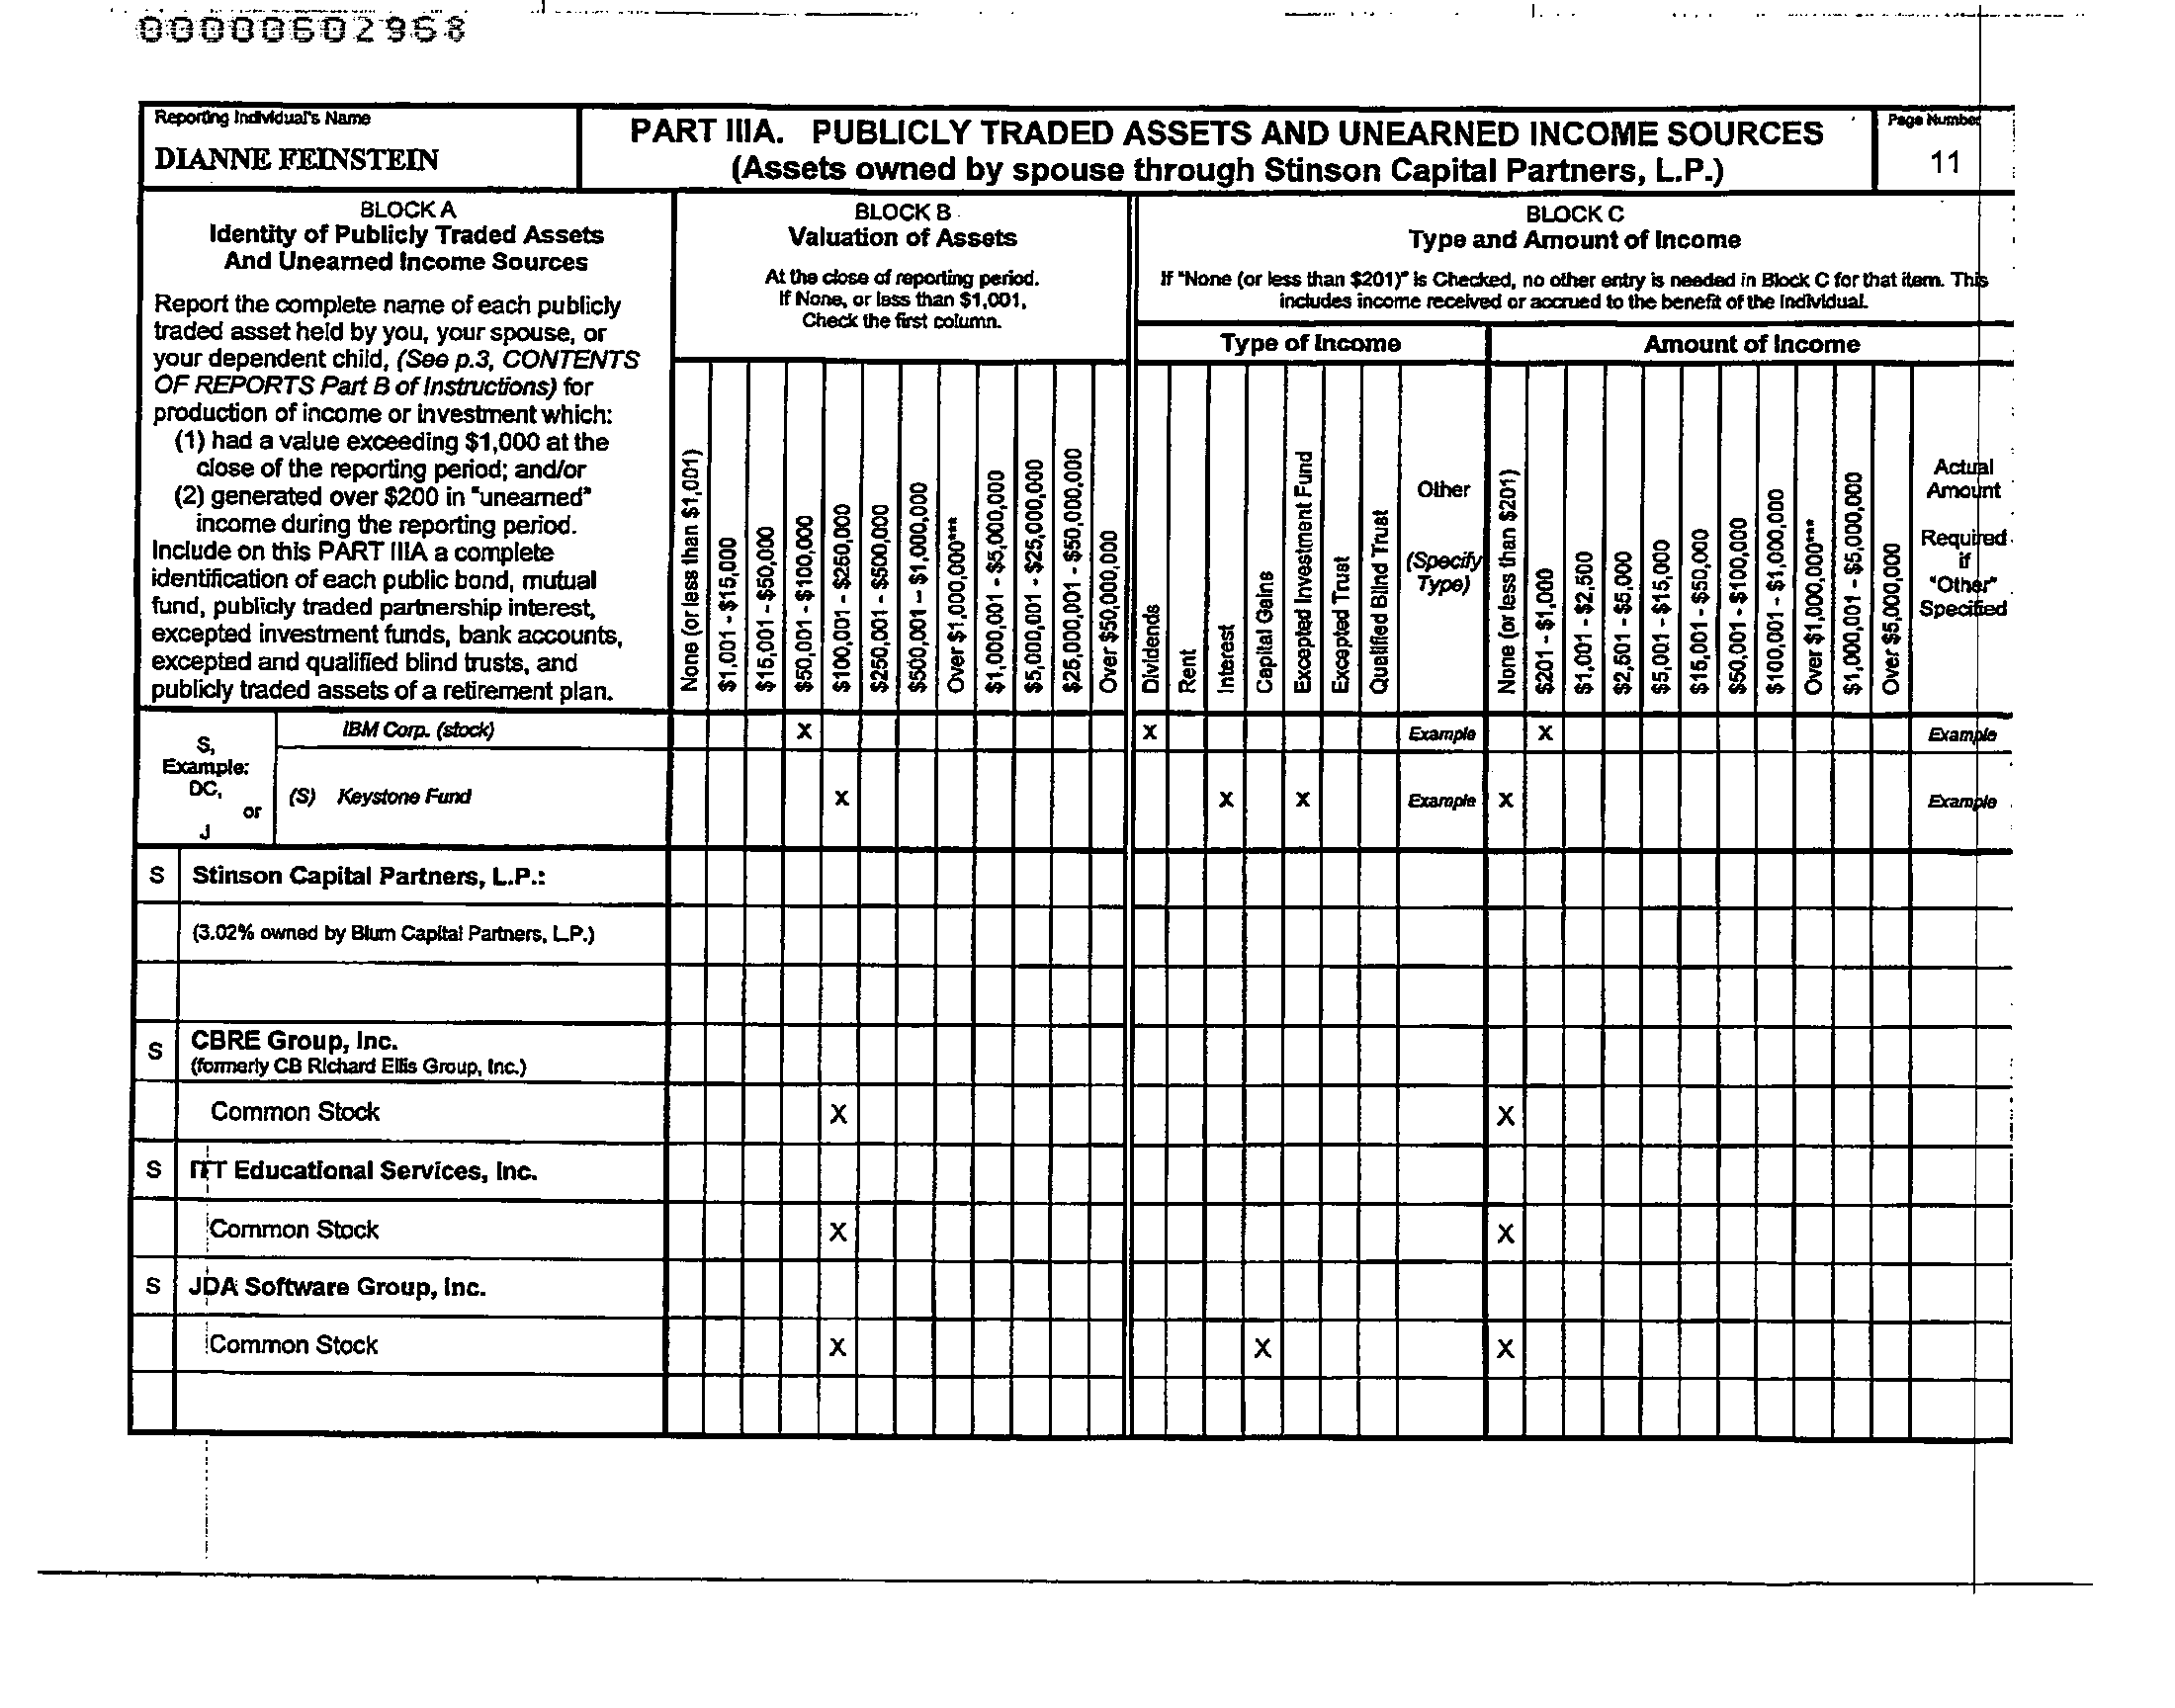 00000602968
Reporting Individual's Name
DIANNE FEINSTEIN
PART IIIA. PUBLICLY TRADED ASSETS AND UNEARNED INCOME SOURCES
(Assets owned by spouse through Stinson Capital Partners, L.P.)
Page Number
11
BLOCK A
Identity of Publicly Traded Assets
And Unearned Income Sources
Report the complete name of each publicly
traded asset held by you, your spouse, or
your dependent child, (See p.3, CONTENTS
OF REPORTS Part B of Instructions) for
production of income or investment which:
(1) had a value exceeding $1,000 at the
close of the reporting period; and/or
(2) generated over $200 in "unearned"
income during the reporting period.
Include on this PART IIIA a complete
identification of each public bond, mutual
fund, publicly traded partnership interest,
excepted investment funds, bank accounts,
excepted and qualified blind trusts, and
publicly traded assets of a retirement plan.
BLOCK B
Valuation of Assets
At the close of reporting period.
If None, or less than $1,001,
Check the first column.
None (or less than $1,001)
$1,001 - $15,000
$15,001 - $50,000
$50,001 - $100,000
$100,001 - $250,000
$250,001 - $500,000
$500,001 - $1,000,000
Over $1,000,000***
$1,000,001 - $5,000,000
$5,000,001 - $25,000,000
$25,000,001 - $50,000,000
Over $50,000,000
BLOCK C
Type and Amount of Income
If "None (or less than $201)" is Checked, no other entry is needed in Block C for that item. This
includes income received or accrued to the benefit of the Individual.
Type of Income
Dividends
Rent
Interest
Capital Gains
Excepted Investment Fund
Excepted Trust
Qualified Blind Trust
Other
(Specify
Type)
Amount of Income
None (or less than $201)
$201 - $1,000
$1,001 - $2,500
$2,501 - $5,000
$5,001 - $15,000
$15,001 - $50,000
$50,001 - $100,000
$100,001 - $1,000,000
Over $1,000,000***
$1,000,001 - $5,000,000
Over $5,000,000
Actual
Amount
Required
if
"Other"
Specified
S,
Example:
DC,
or
J
IBM Corp. (stock) X X Example X Example
(S) Keystone Fund X X X Example X Example
S Stinson Capital Partners, L.P.:
(3.02% owned by Blum Capital Partners, L.P.)
S CBRE Group, Inc.
(formerly CB Richard Ellis Group, Inc.)
Common Stock X X
S ITT Educational Services, Inc.
Common Stock X X
S JDA Software Group, Inc.
Common Stock X X X